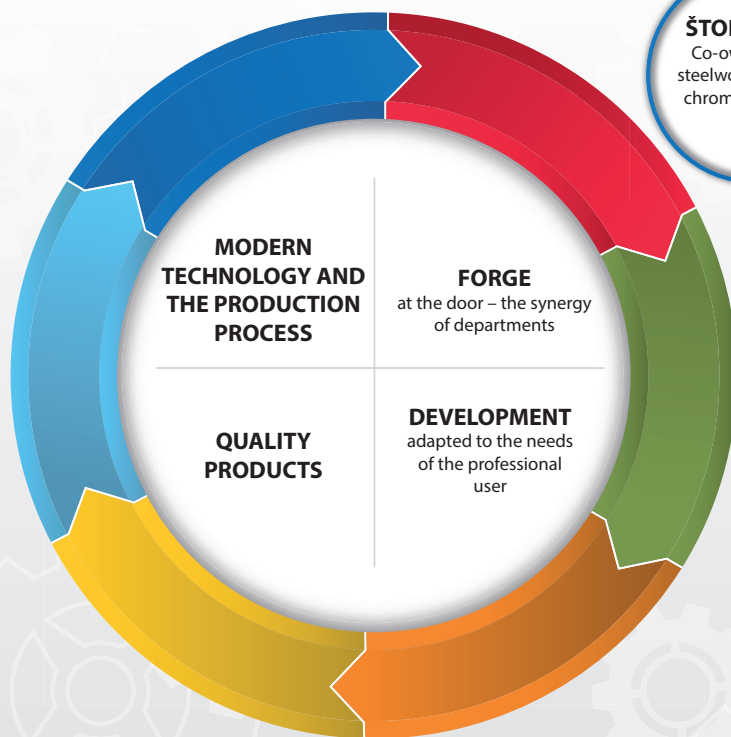 MODERN
TECHNOLOGY AND
THE PRODUCTION
PROCESS
FORGE
at the door – the synergy
of departments
QUALITY
PRODUCTS
DEVELOPMENT
adapted to the needs
of the professional
user